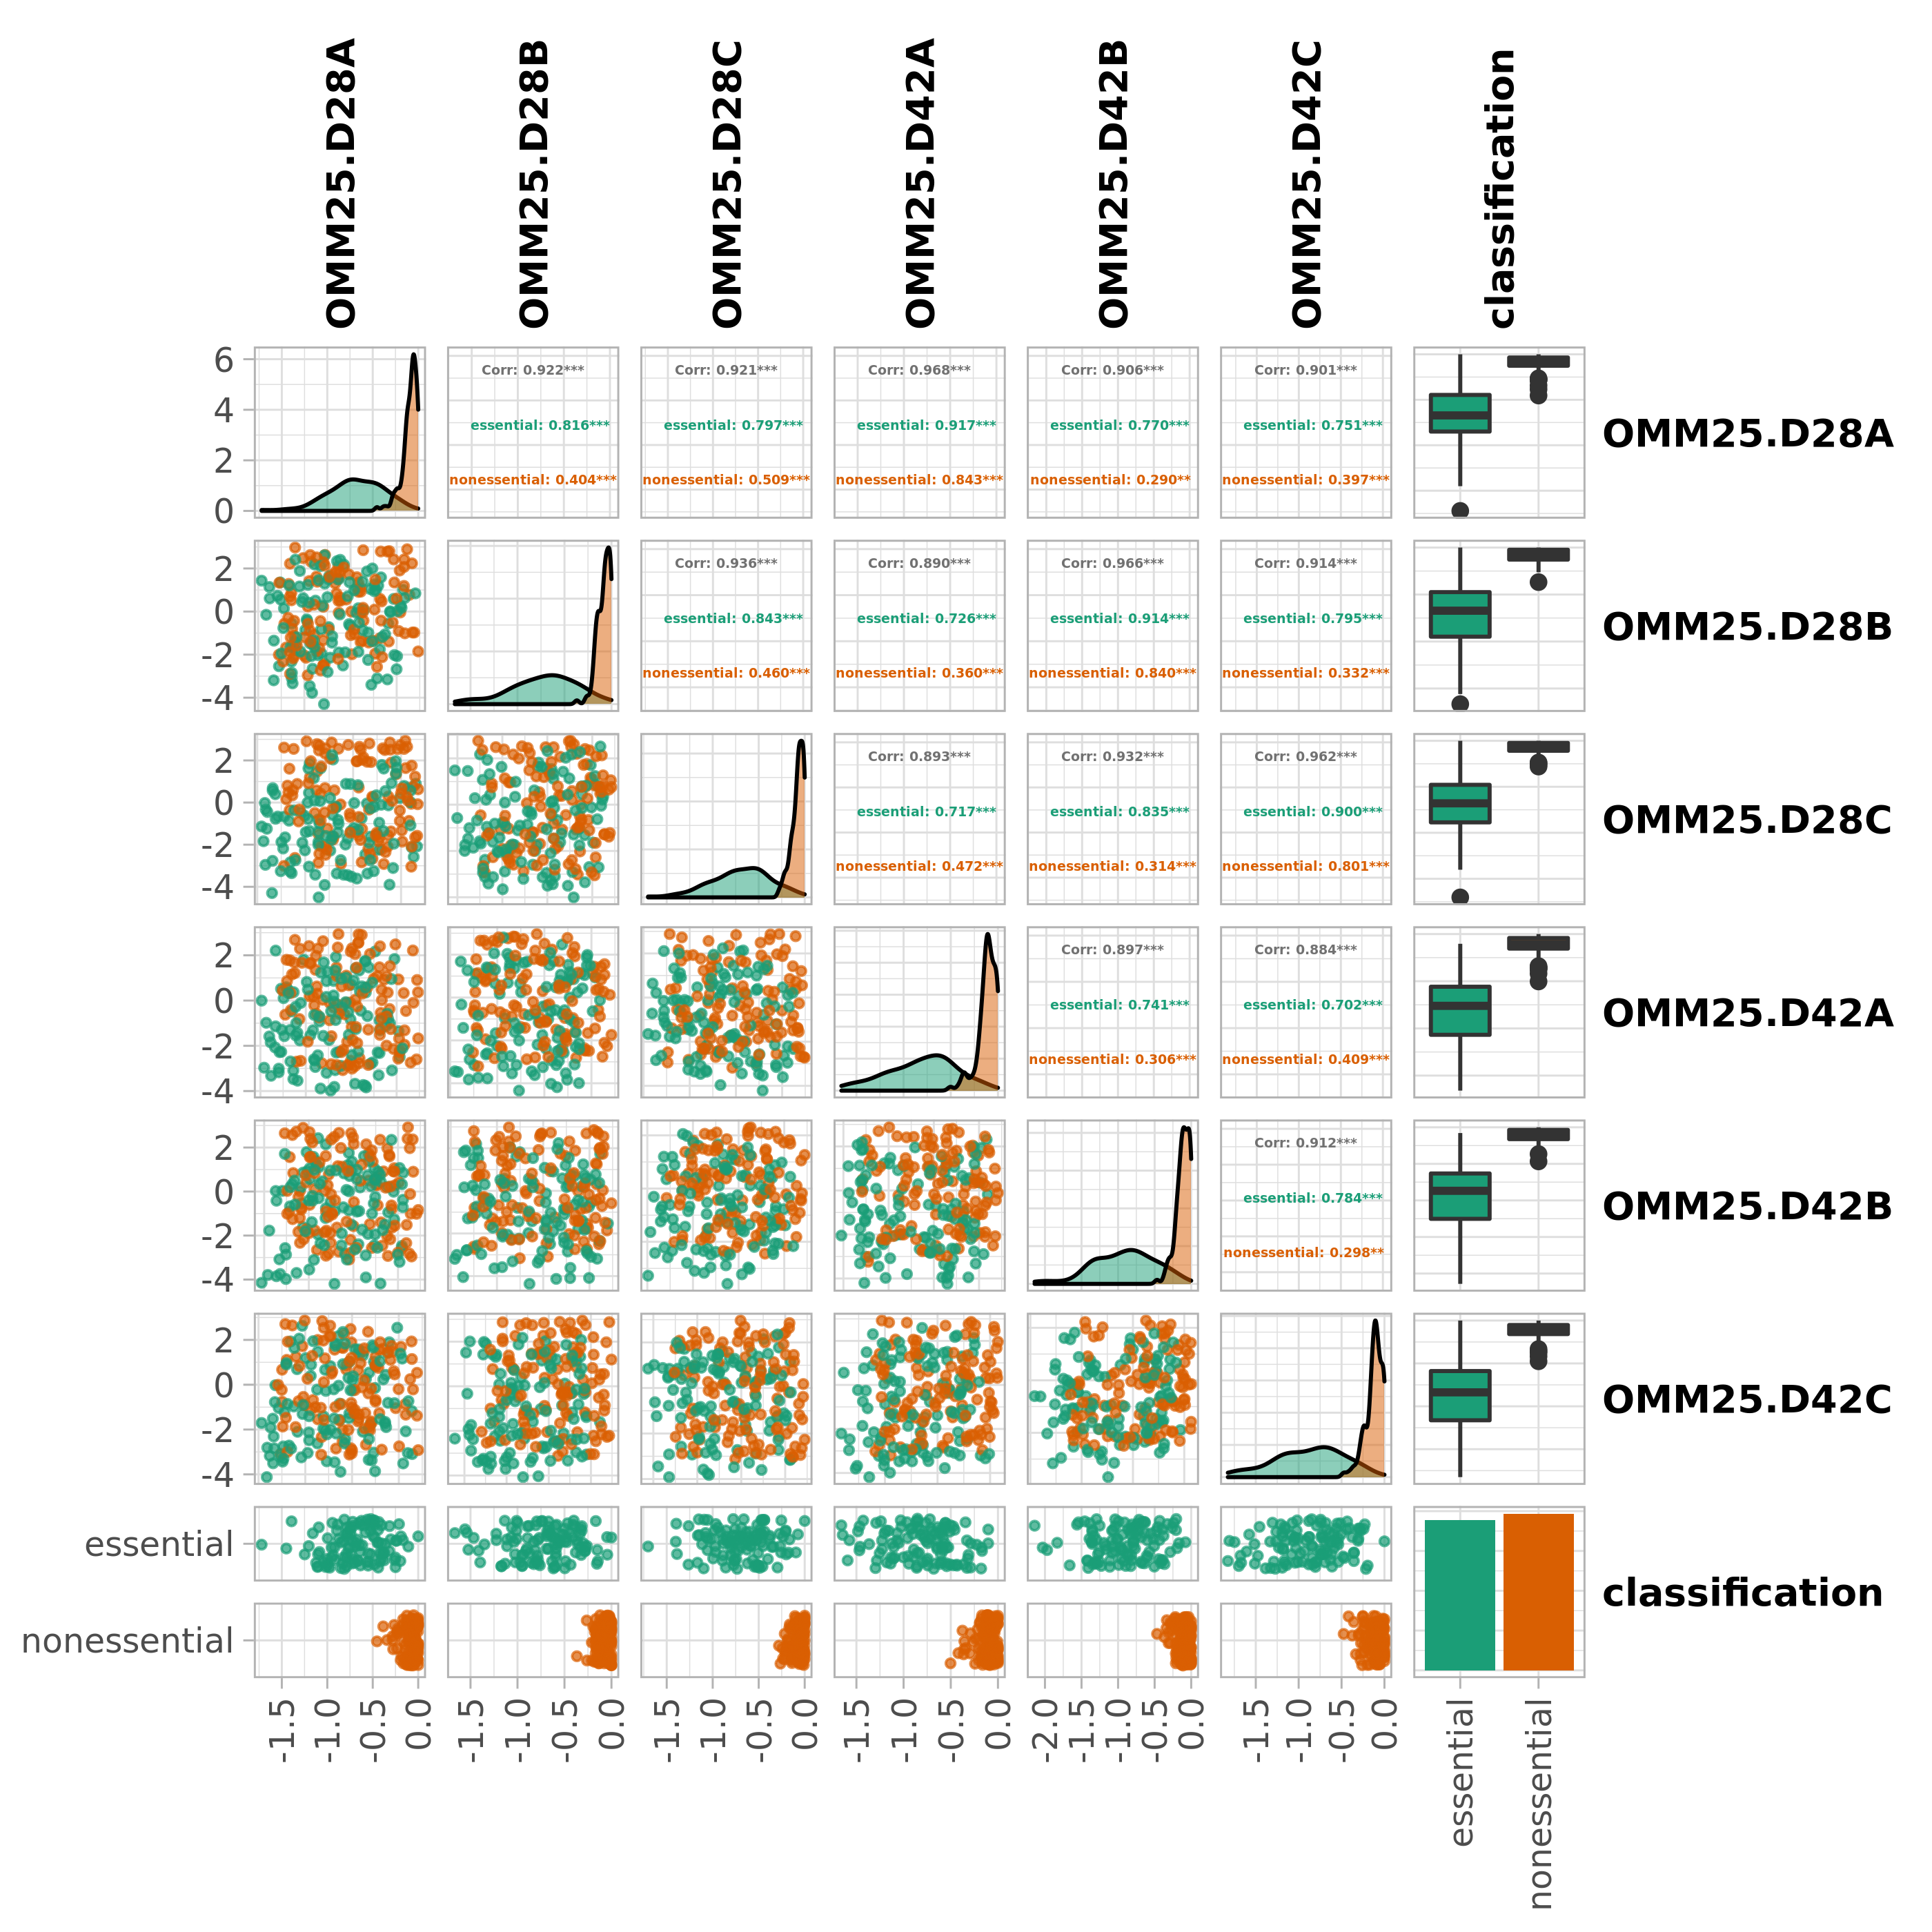 OMM25.D28A
OMM25.D28B
OMM25.D28C
OMM25.D42A
OMM25.D42B
OMM25.D42C
classification
6
4
2
0
Corr: 0.922***
essential: 0.816***
nonessential: 0.404***
Corr: 0.921***
essential: 0.797***
nonessential: 0.509***
Corr: 0.968***
essential: 0.917***
nonessential: 0.843***
Corr: 0.906***
essential: 0.770***
nonessential: 0.290**
Corr: 0.901***
essential: 0.751***
nonessential: 0.397***
OMM25.D28A
2
0
-2
-4
Corr: 0.936***
essential: 0.843***
nonessential: 0.460***
Corr: 0.890***
essential: 0.726***
nonessential: 0.360***
Corr: 0.966***
essential: 0.914***
nonessential: 0.840***
Corr: 0.914***
essential: 0.795***
nonessential: 0.332***
OMM25.D28B
2
0
-2
-4
Corr: 0.893***
essential: 0.717***
nonessential: 0.472***
Corr: 0.932***
essential: 0.835***
nonessential: 0.314***
Corr: 0.962***
essential: 0.900***
nonessential: 0.801***
OMM25.D28C
2
0
-2
-4
Corr: 0.897***
essential: 0.741***
nonessential: 0.306***
Corr: 0.884***
essential: 0.702***
nonessential: 0.409***
OMM25.D42A
2
0
-2
-4
Corr: 0.912***
essential: 0.784***
nonessential: 0.298**
OMM25.D42B
2
0
-2
-4
OMM25.D42C
essential
nonessential
classification
-1.5
-1.0
-0.5
0.0
-1.5
-1.0
-0.5
0.0
-1.5
-1.0
-0.5
0.0
-1.5
-1.0
-0.5
0.0
-2.0
-1.5
-1.0
-0.5
0.0
-1.5
-1.0
-0.5
0.0
essential
nonessential